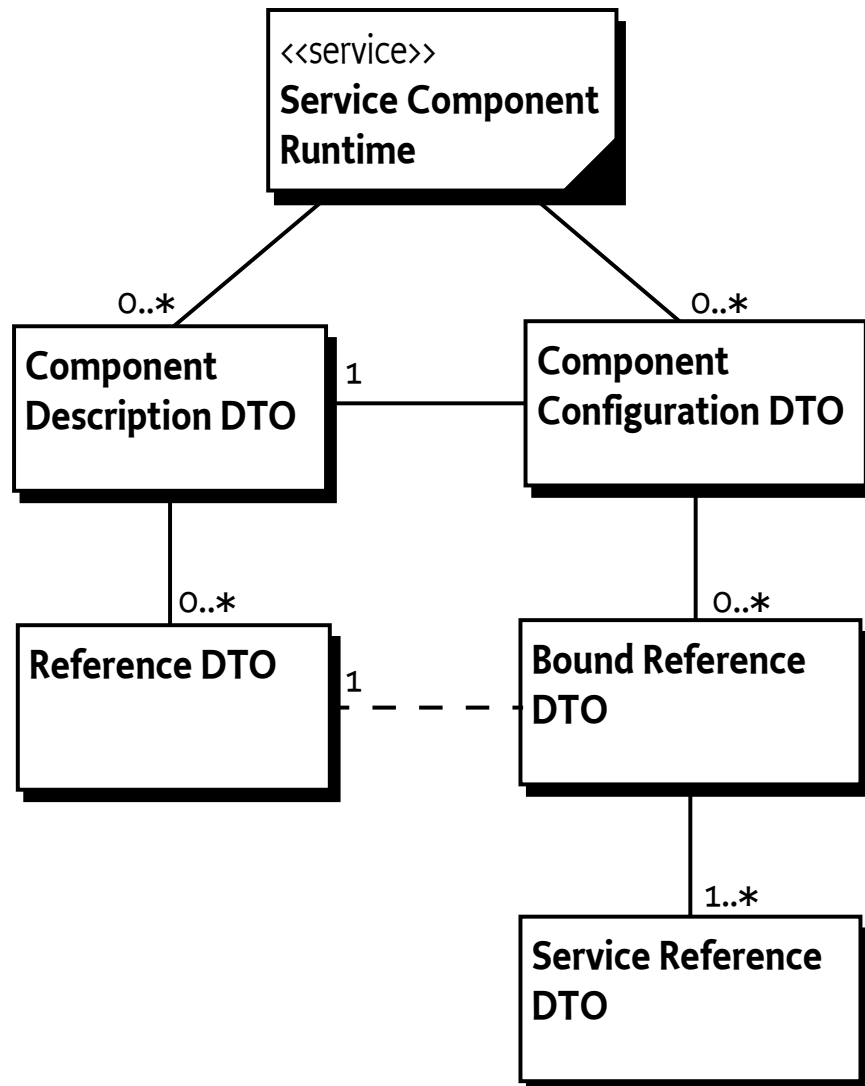 <<service>>
Service Component
Runtime
0..*
0..*
Component
Description DTO
1
Component
Configuration DTO
0..*
0..*
Reference DTO
1
Bound Reference
DTO
1..*
Service Reference
DTO